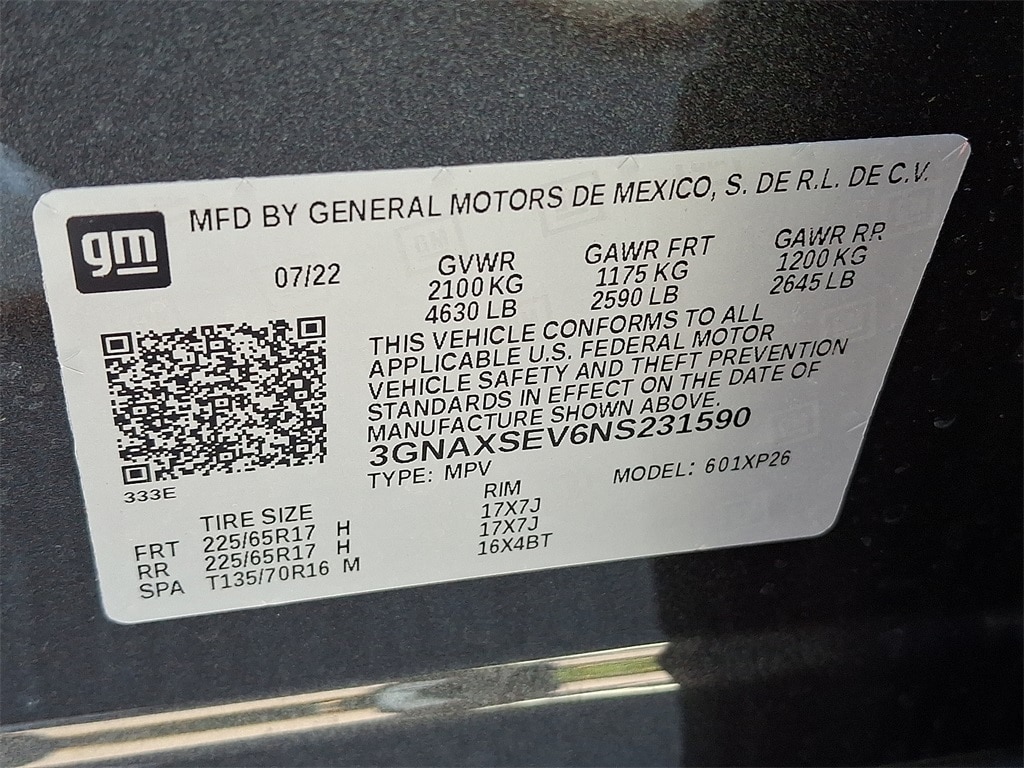 gm
MFD BY GENERAL MOTORS DE MEXICO, S. DE R.L. DE C.V.
07/22 GVWR GAWR FRT GAWR RR
2100 KG 1175 KG 1200 KG
4630 LB 2590 LB 2645 LB
THIS VEHICLE CONFORMS TO ALL
APPLICABLE U.S. FEDERAL MOTOR
VEHICLE SAFETY AND THEFT PREVENTION
STANDARDS IN EFFECT ON THE DATE OF
MANUFACTURE SHOWN ABOVE.
3GNAXSEV6NS231590
TYPE: MPV MODEL: 601XP26
333E
TIRE SIZE RIM
FRT 225/65R17 H 17X7J
RR 225/65R17 H 17X7J
SPA T135/70R16 M 16X4BT